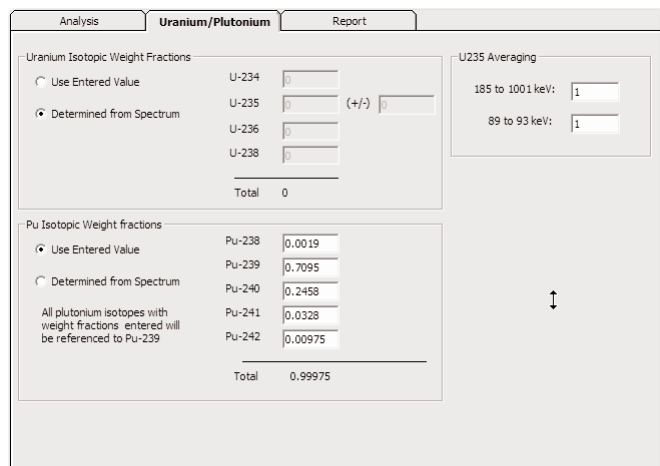 Analysis
Uranium/Plutonium
Report
Uranium Isotopic Weight Fractions
Use Entered Value
Determined from Spectrum
U-234 0
U-235 0 (+/-) 0
U-236 0
U-238 0
Total 0
U235 Averaging
185 to 1001 keV: 1
89 to 93 keV: 1
Pu Isotopic Weight fractions
Use Entered Value
Determined from Spectrum
All plutonium isotopes with
weight fractions entered will
be referenced to Pu-239
Pu-238 0.0019
Pu-239 0.7095
Pu-240 0.2458
Pu-241 0.0328
Pu-242 0.00975
Total 0.99975